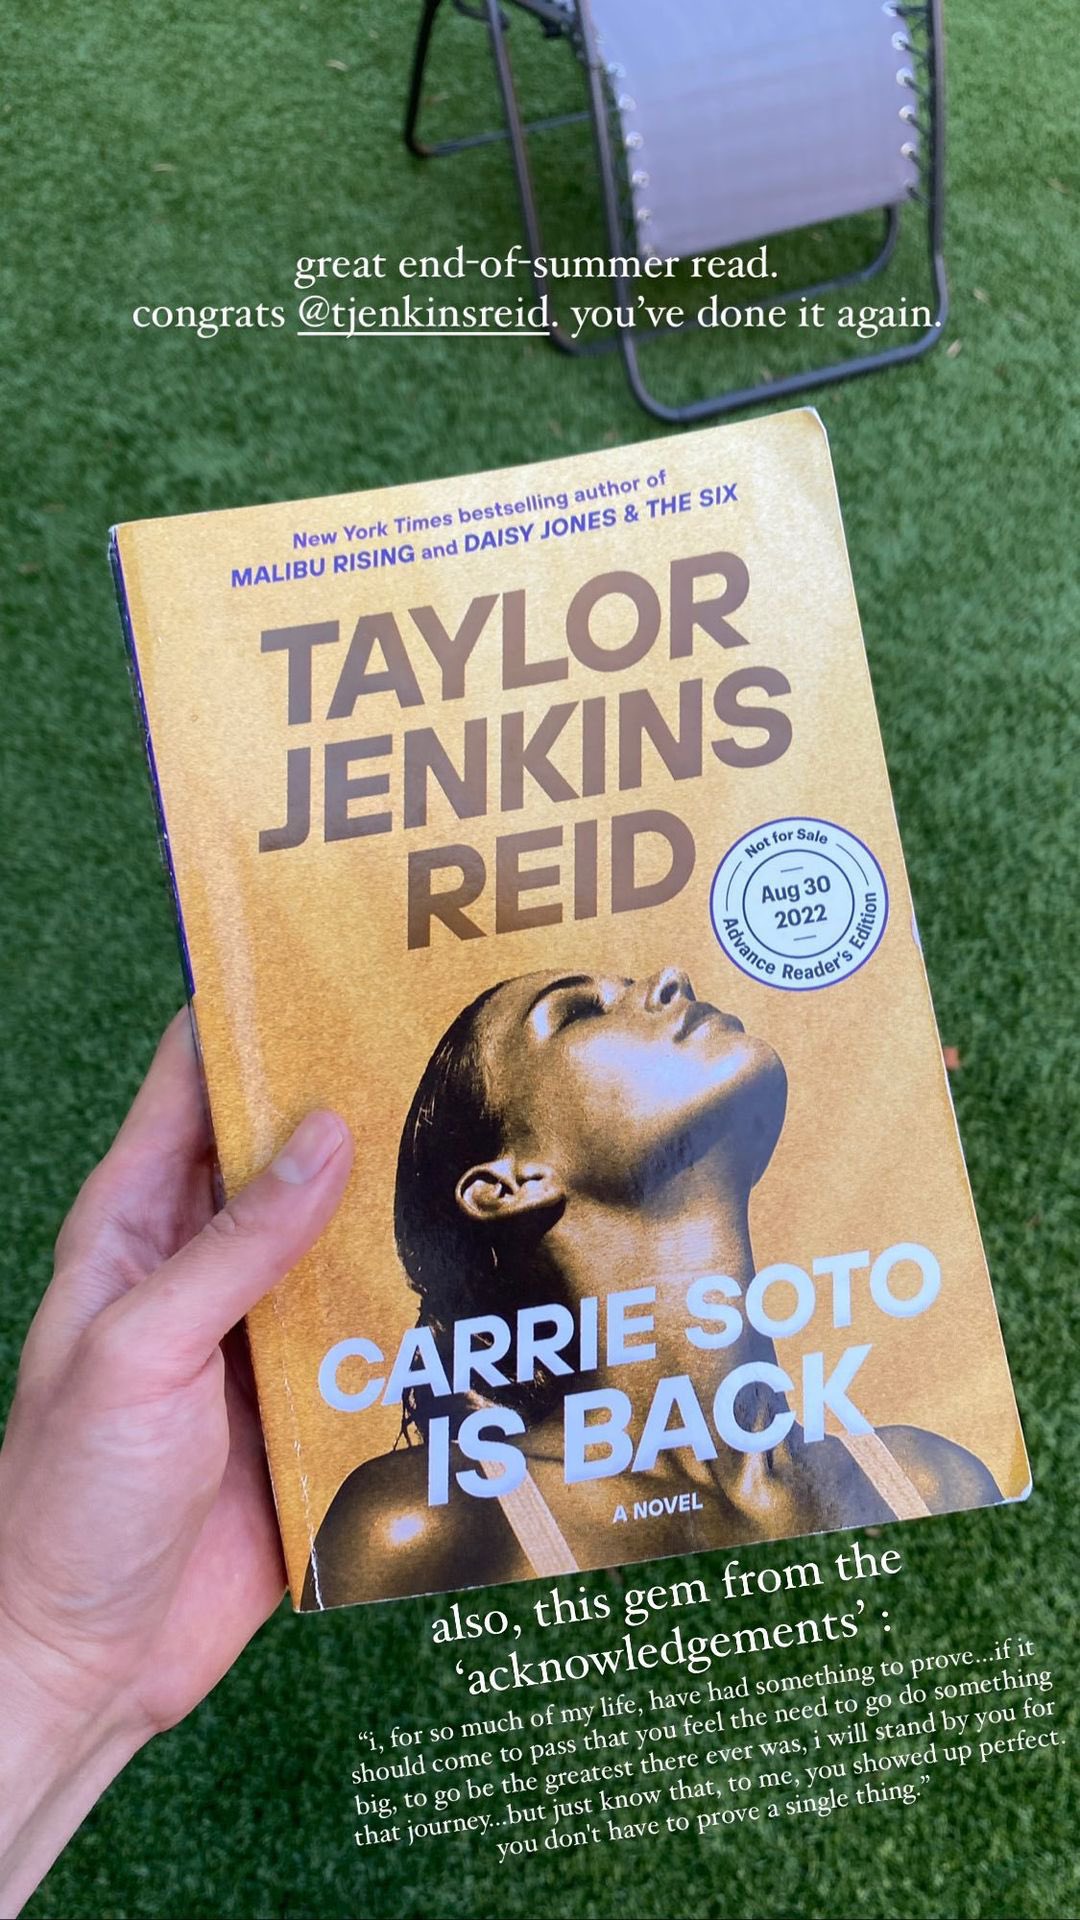 great end-of-summer read.
congrats @tjenkinsreid. you've done it again.
New York Times bestselling author of
MALIBU RISING and DAISY JONES & THE SIX
TAYLOR
JENKINS
REID
Not for Sale
Aug 30
2022
Advance Reader's Edition
CARRIE SOTO
IS BACK
A NOVEL
also, this gem from the
‘acknowledgements’ :
“i, for so much of my life, have had something to prove...if it
should come to pass that you feel the need to go do something
big, to go be the greatest there ever was, i will stand by you for
that journey...but just know that, to me, you showed up perfect.
you don't have to prove a single thing.”